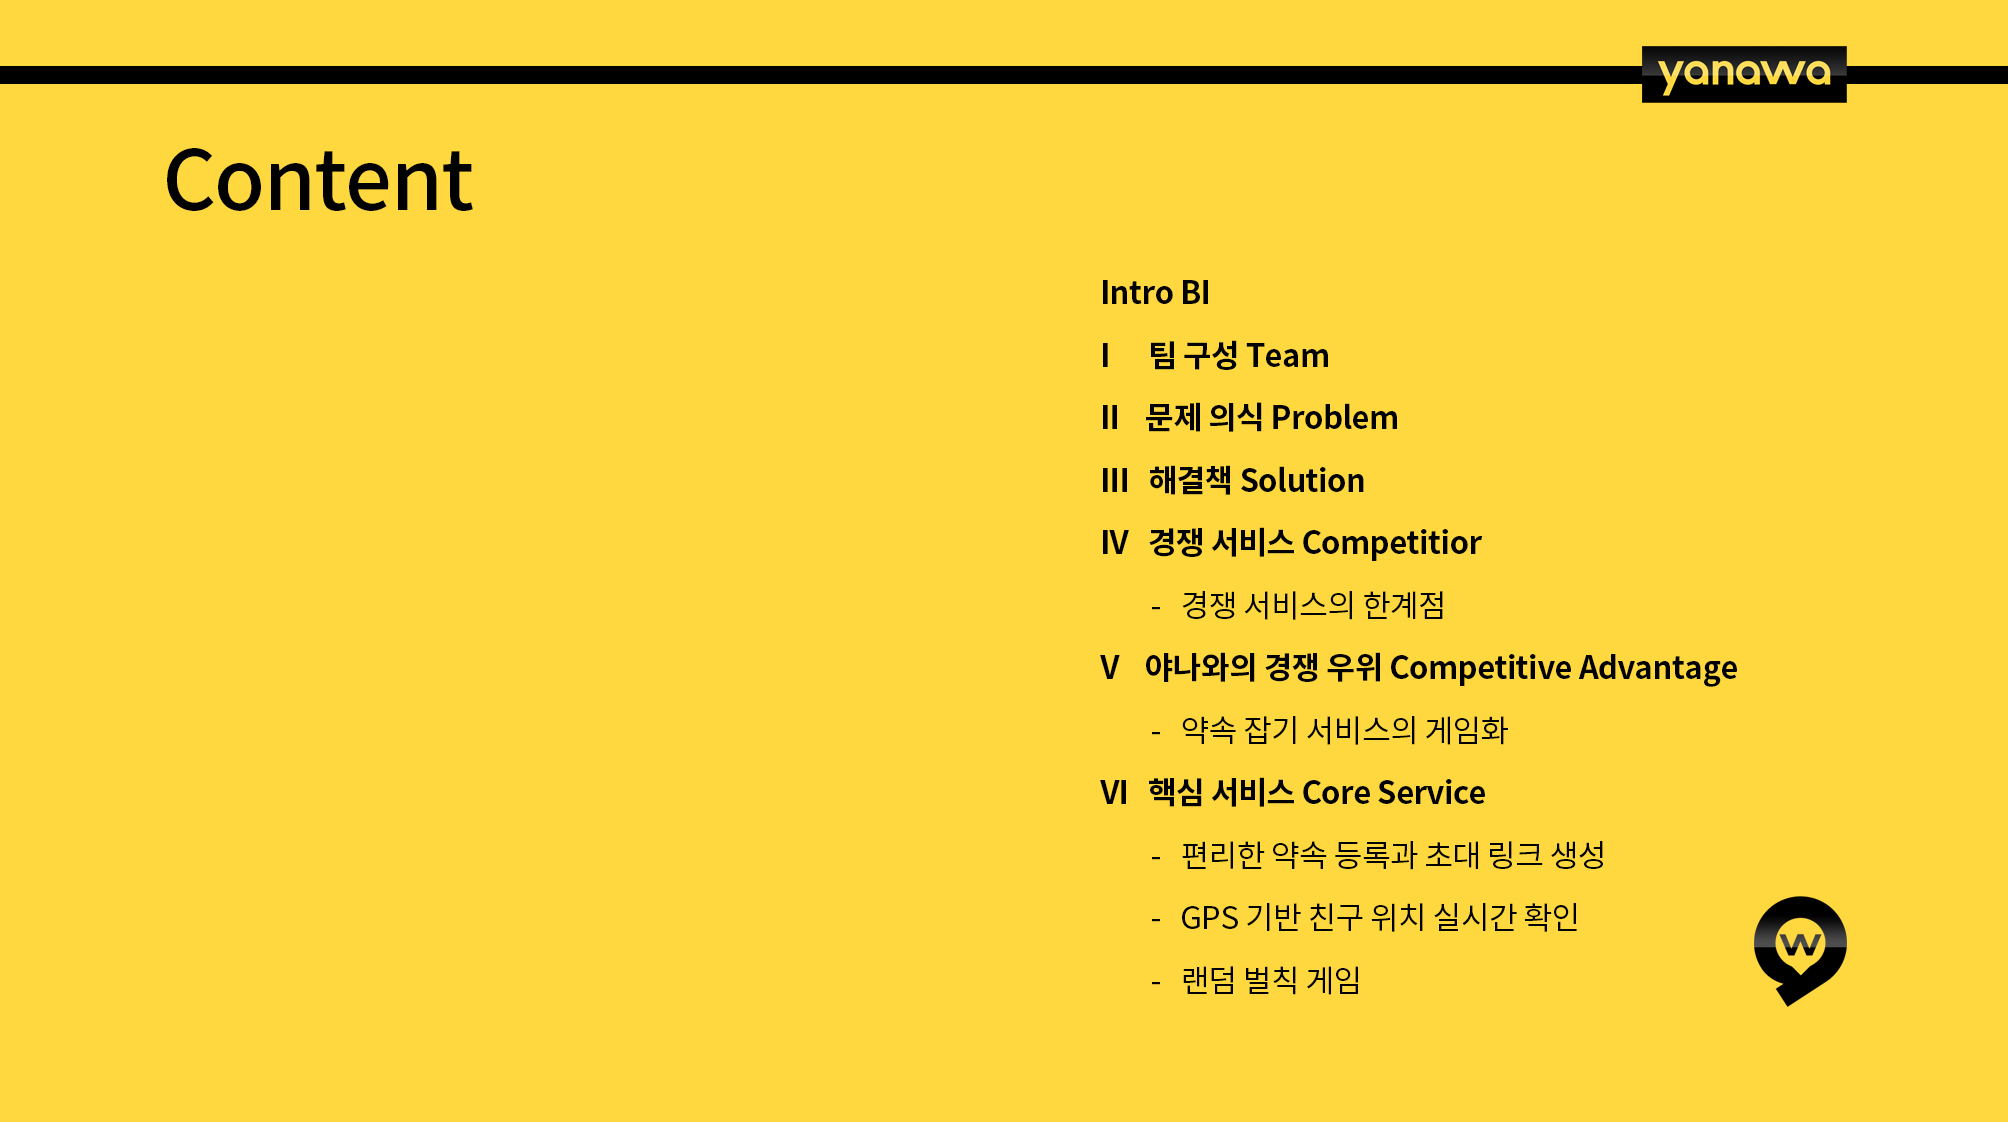 yanawa
Content
Intro BI
I 팀 구성 Team
II 문제 의식 Problem
III 해결책 Solution
IV 경쟁 서비스 Competitior
- 경쟁 서비스의 한계점
V 야나와의 경쟁 우위 Competitive Advantage
- 약속 잡기 서비스의 게임화
VI 핵심 서비스 Core Service
- 편리한 약속 등록과 초대 링크 생성
- GPS 기반 친구 위치 실시간 확인
- 랜덤 벌칙 게임
w